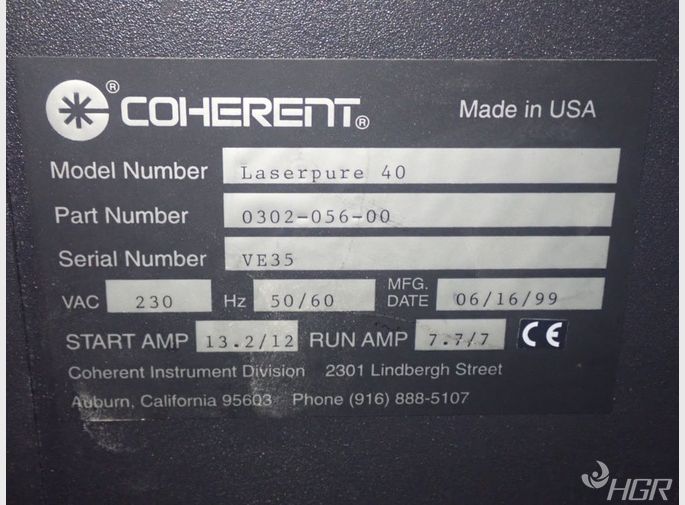 ® COHERENT® Made in USA
Model Number Laserpure 40
Part Number 0302-056-00
Serial Number VE35
VAC 230 Hz 50/60 MFG. DATE 06/16/99
START AMP 13.2/12 RUN AMP 7.7/7 CE
Coherent Instrument Division 2301 Lindbergh Street
Auburn, California 95603 Phone (916) 888-5107
HGR